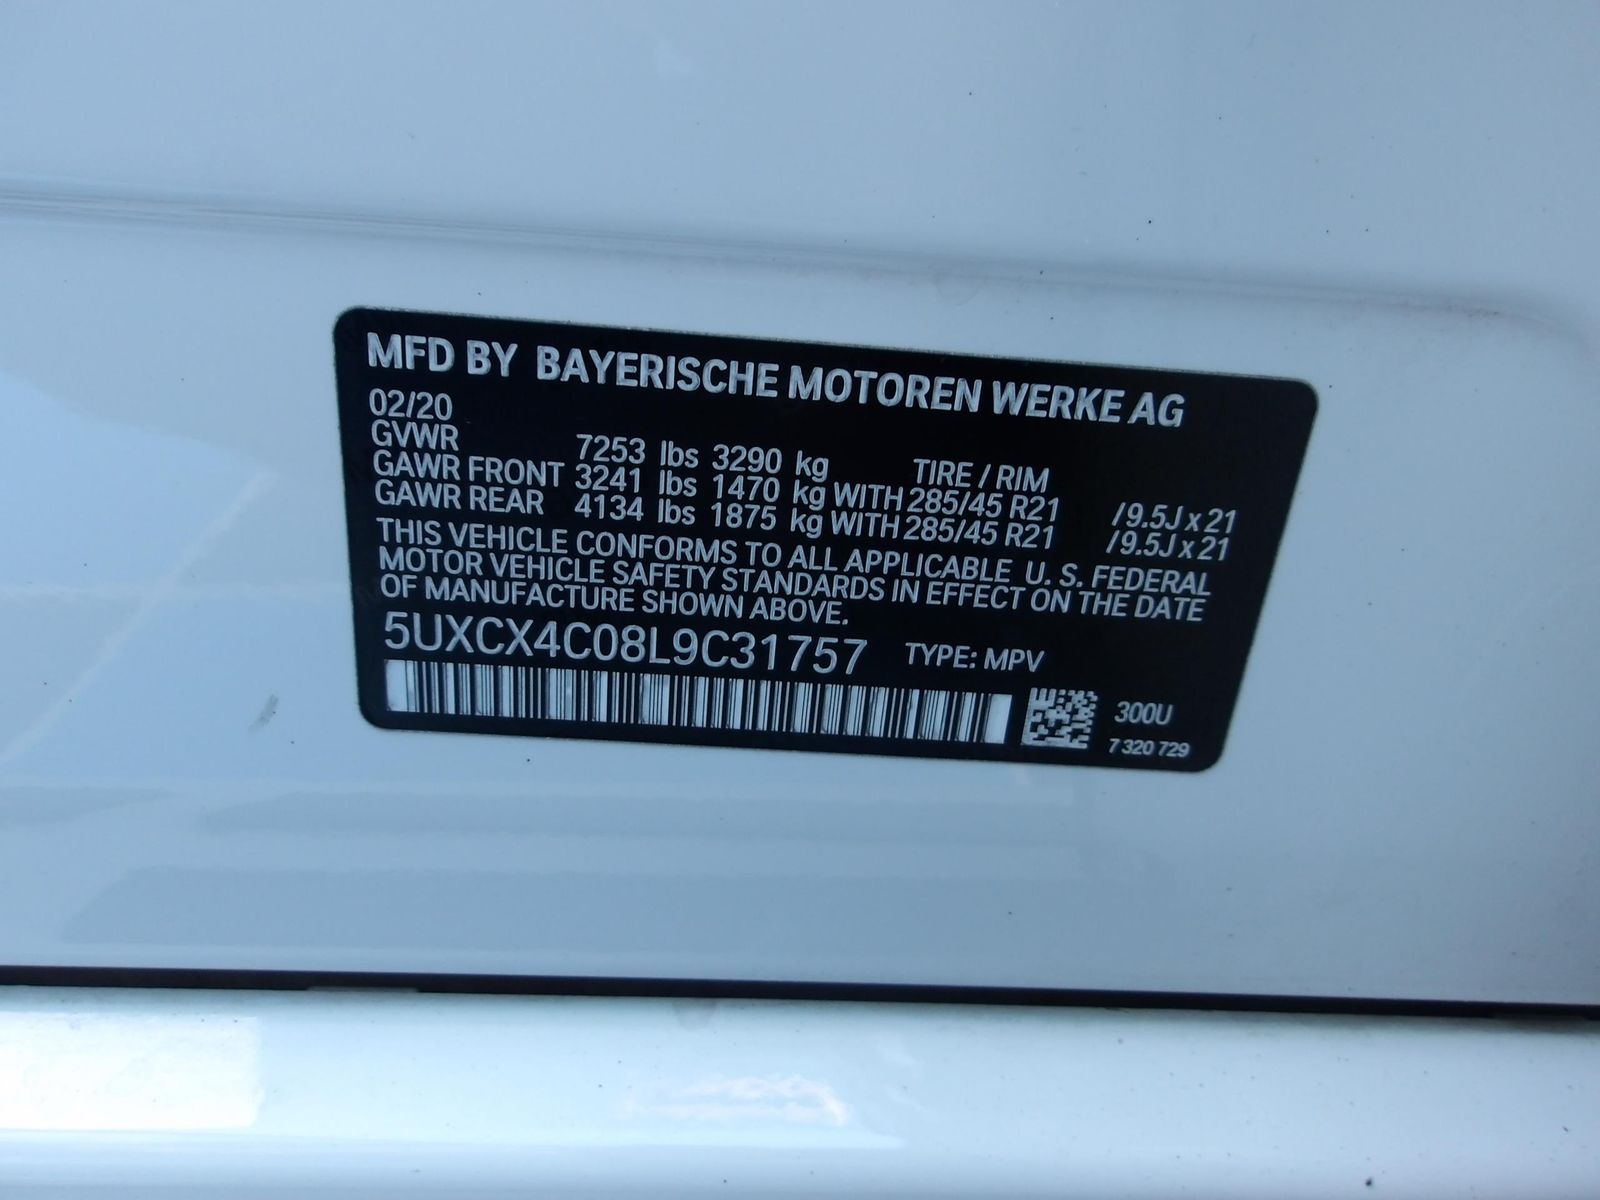 MFD BY BAYERISCHE MOTOREN WERKE AG
02/20
GVWR 7253 lbs 3290 kg TIRE / RIM
GAWR FRONT 3241 lbs 1470 kg WITH 285/45 R21 /9.5J x 21
GAWR REAR 4134 lbs 1875 kg WITH 285/45 R21 /9.5J x 21
THIS VEHICLE CONFORMS TO ALL APPLICABLE U. S. FEDERAL
MOTOR VEHICLE SAFETY STANDARDS IN EFFECT ON THE DATE
OF MANUFACTURE SHOWN ABOVE.
5UXCX4C08L9C31757 TYPE: MPV
300U
7 320 729